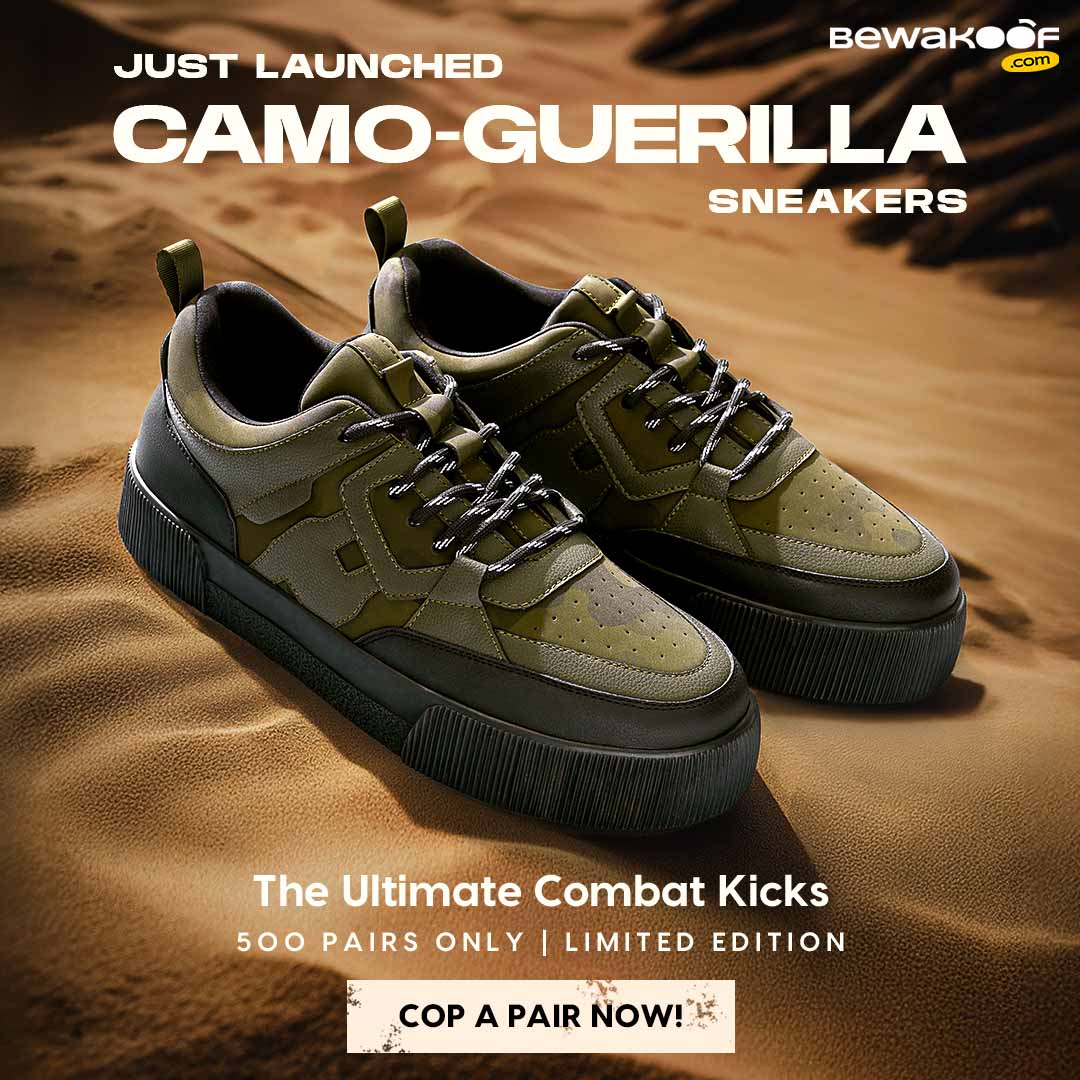 BEWAKOOF
.com
JUST LAUNCHED
CAMO-GUERILLA
SNEAKERS
The Ultimate Combat Kicks
500 PAIRS ONLY | LIMITED EDITION
COP A PAIR NOW!